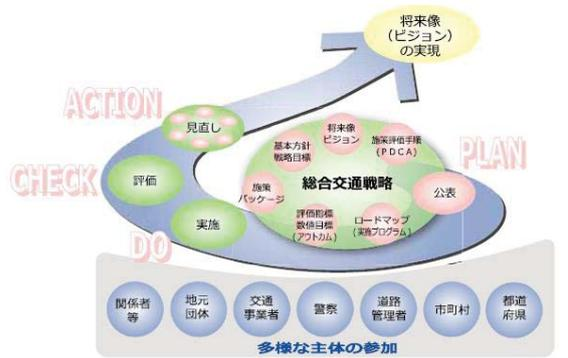 将来像
(ビジョン)
の実現
ACTION
見直し
将来像
ビジョン
基本方針
戦略目標
施策評価手順
(PDCA)
PLAN
CHECK
評価
総合交通戦略
施策
パッケージ
公表
実施
評価指標
数値目標
(アウトカム)
ロードマップ
(実施プログラム)
DO
関係者
等
地元
団体
交通
事業者
警察
道路
管理者
市町村
都道
府県
多様な主体の参加